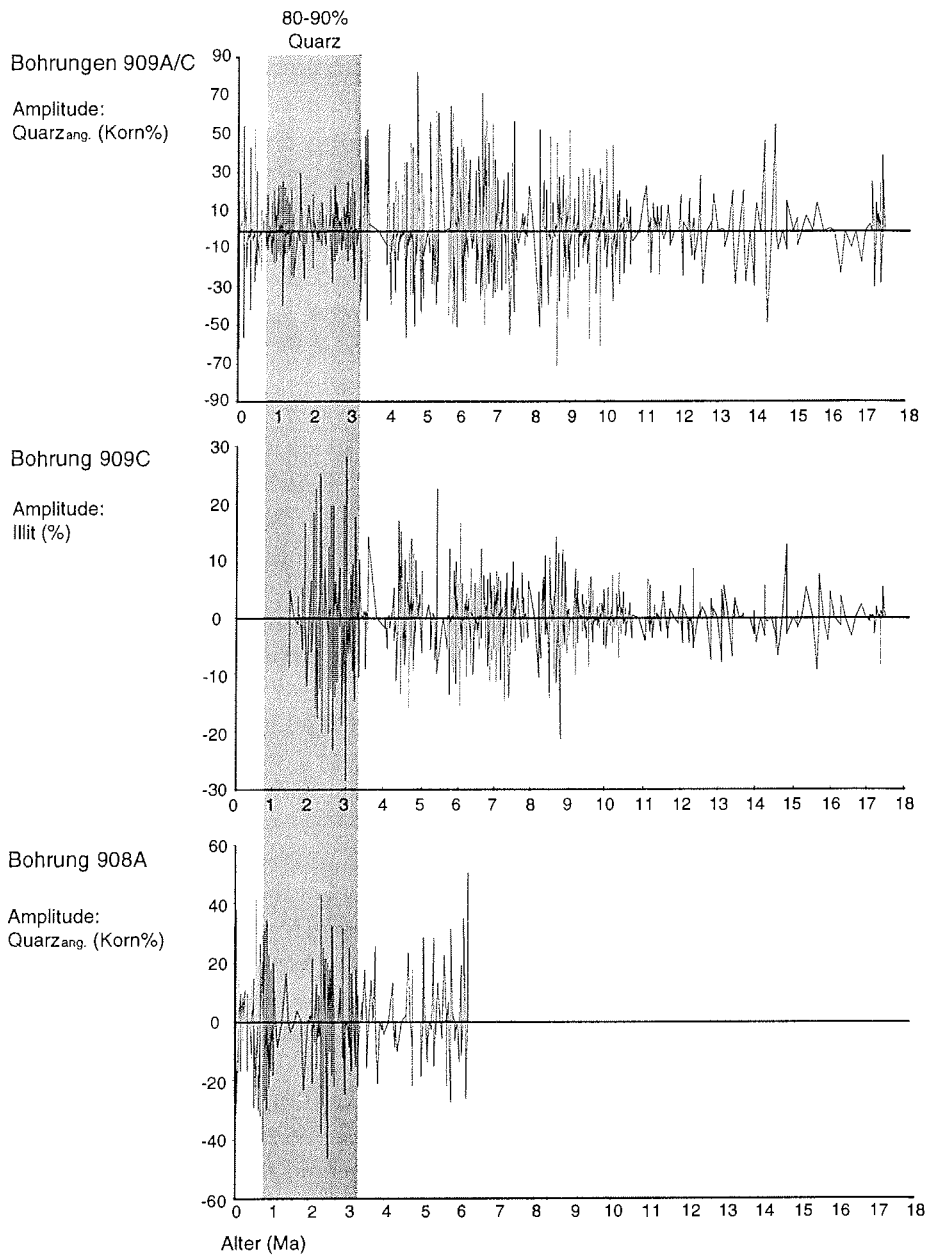 80-90%
Quarz
Bohrungen 909A/C
Amplitude:
Quarzang. (Korn%)
90
70
50
30
10
-10
-30
-50
-70
-90
0 1 2 3 4 5 6 7 8 9 10 11 12 13 14 15 16 17 18
Bohrung 909C
Amplitude:
Illit (%)
30
20
10
0
-10
-20
-30
0 1 2 3 4 5 6 7 8 9 10 11 12 13 14 15 16 17 18
Bohrung 908A
Amplitude:
Quarzang. (Korn%)
60
40
20
0
-20
-40
-60
0 1 2 3 4 5 6 7 8 9 10 11 12 13 14 15 16 17 18
Alter (Ma)